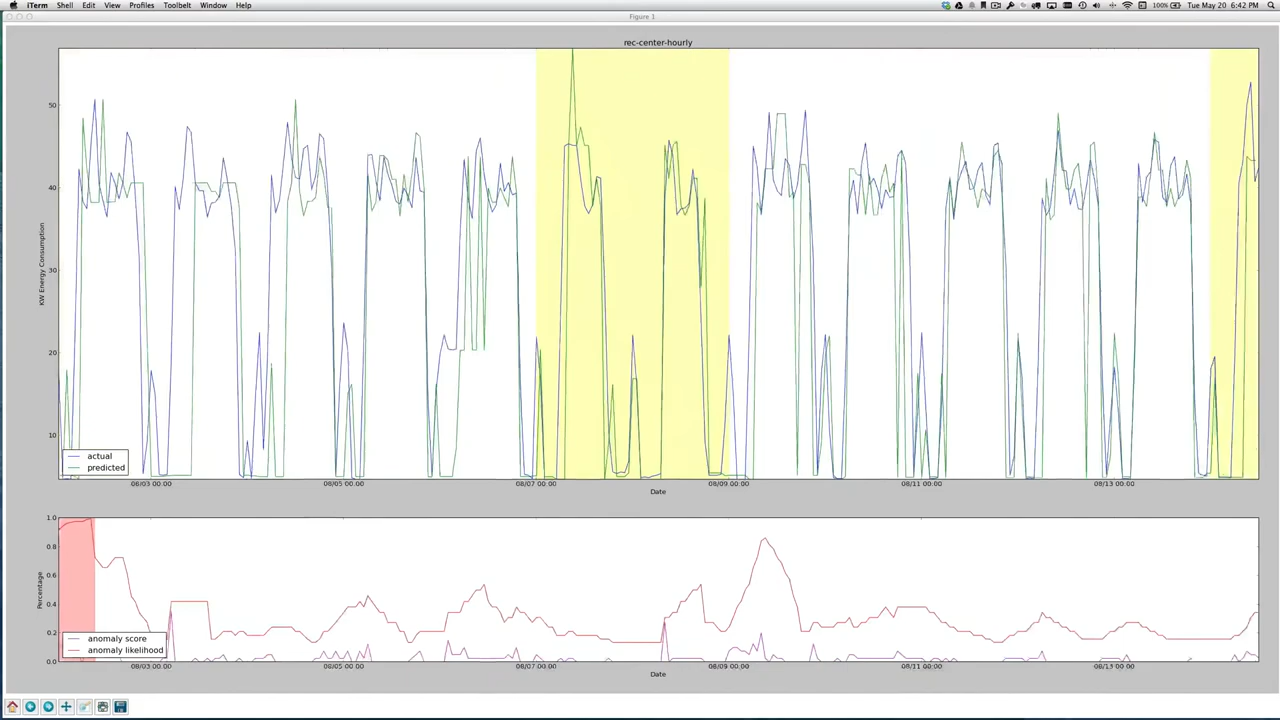 iTerm Shell Edit View Profiles Toolbelt Window Help 100% Tue May 20 6:42 PM
Figure 1
rec-center-hourly
50
40
30
20
10
KW Energy Consumption
actual
predicted
08/03 00:00 08/05 00:00 08/07 00:00 08/09 00:00 08/11 00:00 08/13 00:00
Date
1.0
0.8
0.6
0.4
0.2
0.0
Percentage
anomaly score
anomaly likelihood
08/03 00:00 08/05 00:00 08/07 00:00 08/09 00:00 08/11 00:00 08/13 00:00
Date